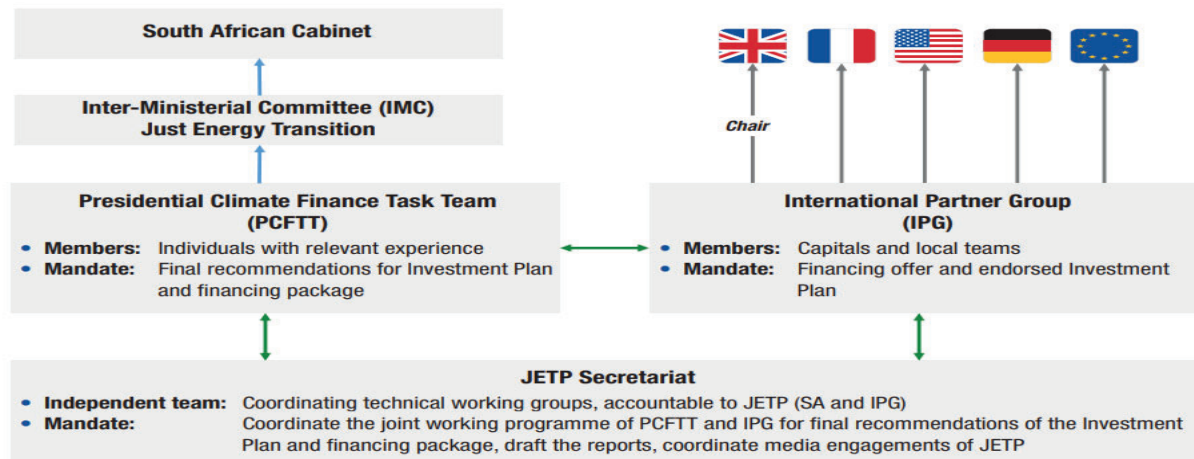 South African Cabinet
Inter-Ministerial Committee (IMC)
Just Energy Transition
Chair
Presidential Climate Finance Task Team
(PCFTT)
• Members: Individuals with relevant experience
• Mandate: Final recommendations for Investment Plan
and financing package
International Partner Group
(IPG)
• Members: Capitals and local teams
• Mandate: Financing offer and endorsed Investment
Plan
JETP Secretariat
• Independent team: Coordinating technical working groups, accountable to JETP (SA and IPG)
• Mandate: Coordinate the joint working programme of PCFTT and IPG for final recommendations of the Investment
Plan and financing package, draft the reports, coordinate media engagements of JETP